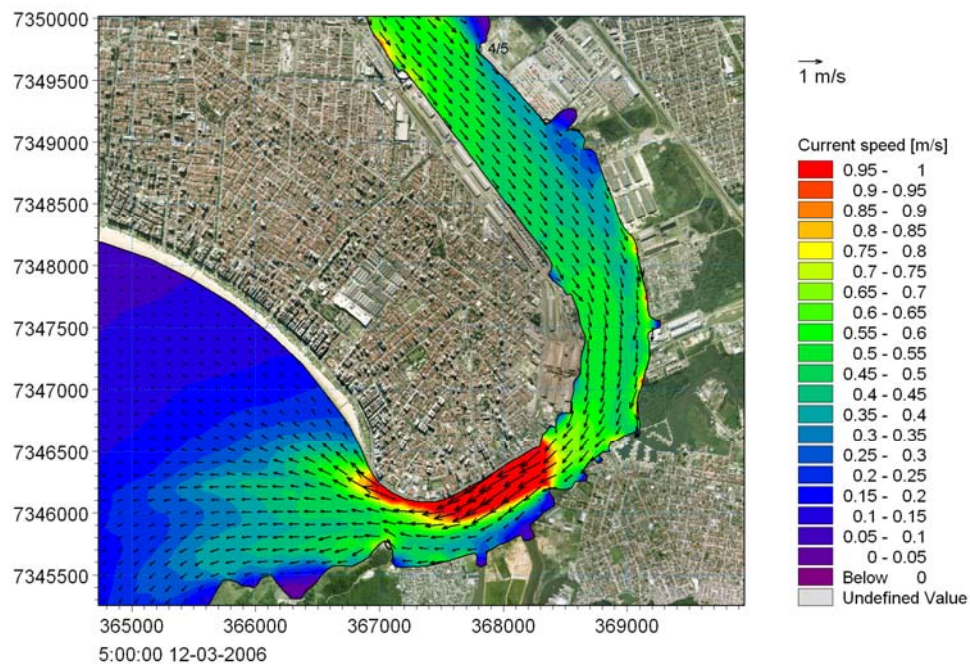 7350000
7349500
7349000
7348500
7348000
7347500
7347000
7346500
7346000
7345500
365000 366000 367000 368000 369000
5:00:00 12-03-2006
4/5
1 m/s
Current speed [m/s]
0.95 - 1
0.9 - 0.95
0.85 - 0.9
0.8 - 0.85
0.75 - 0.8
0.7 - 0.75
0.65 - 0.7
0.6 - 0.65
0.55 - 0.6
0.5 - 0.55
0.45 - 0.5
0.4 - 0.45
0.35 - 0.4
0.3 - 0.35
0.25 - 0.3
0.2 - 0.25
0.15 - 0.2
0.1 - 0.15
0.05 - 0.1
0 - 0.05
Below 0
Undefined Value